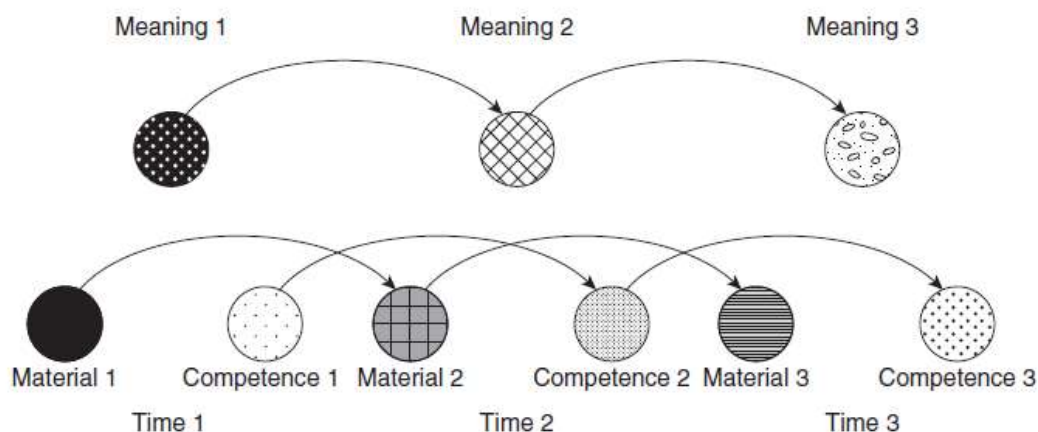 Meaning 1 Meaning 2 Meaning 3
Material 1 Competence 1 Material 2 Competence 2 Material 3 Competence 3
Time 1 Time 2 Time 3